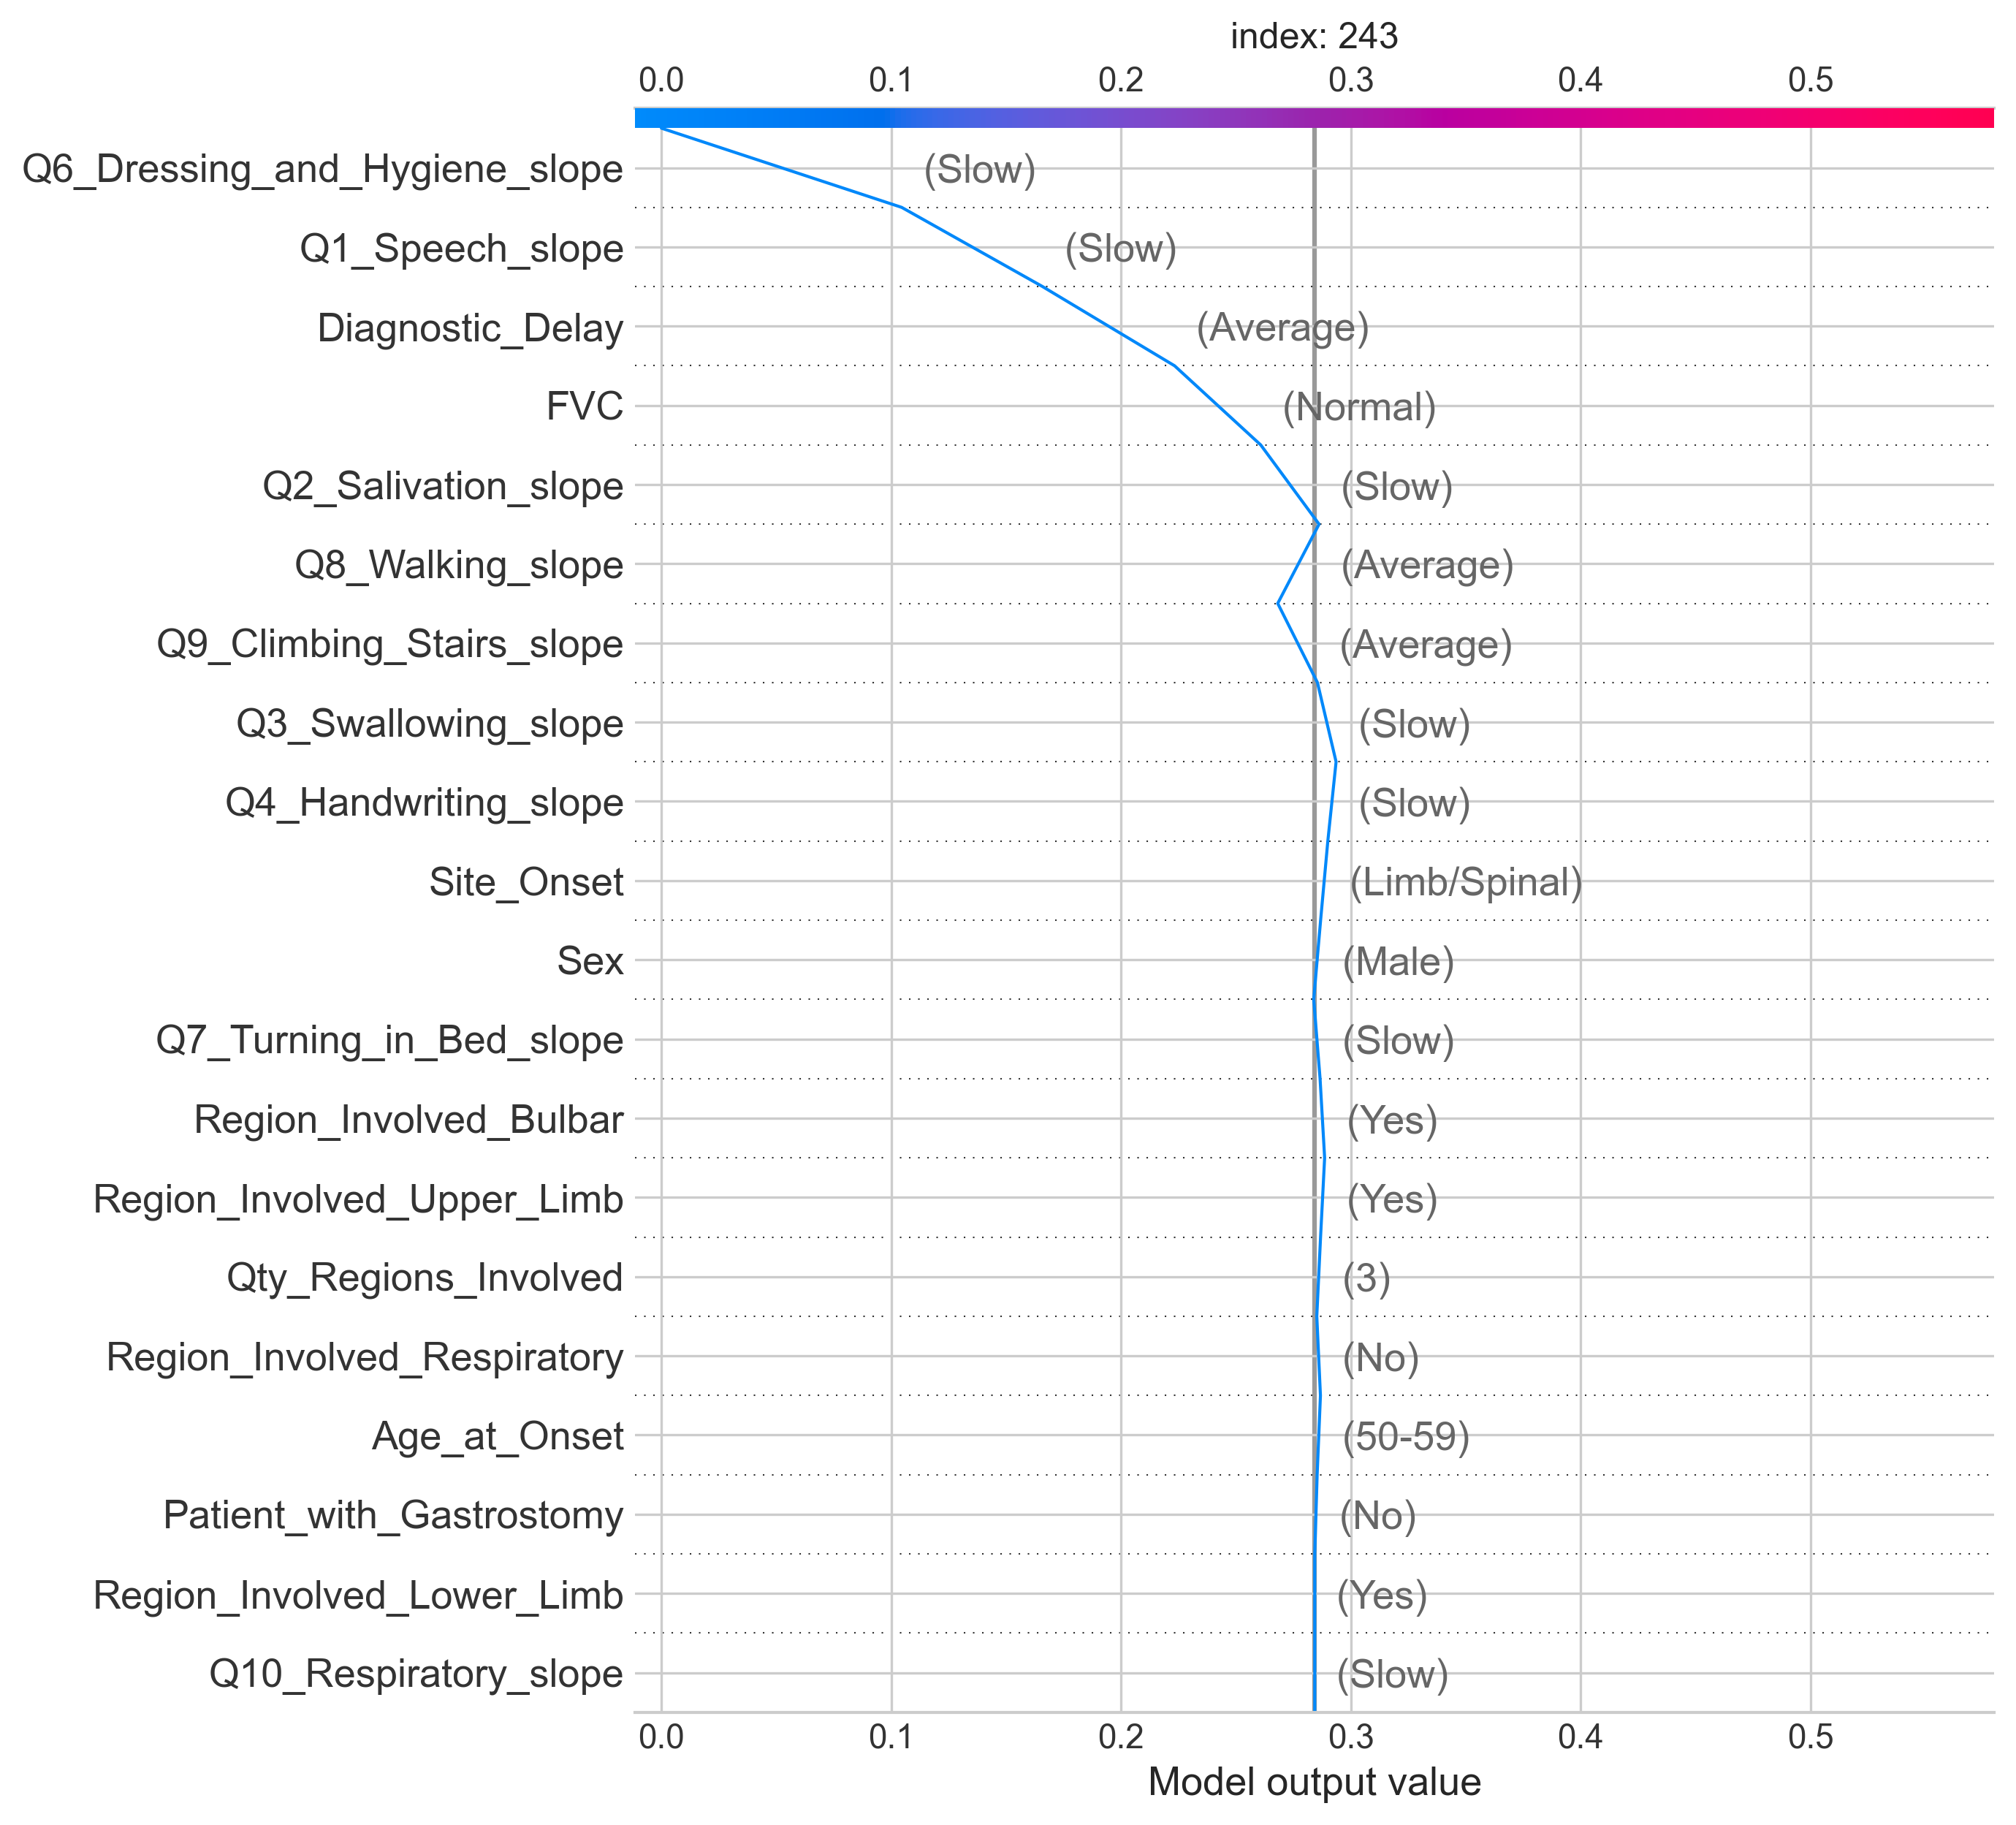 index: 243
0.0 0.1 0.2 0.3 0.4 0.5
Q6_Dressing_and_Hygiene_slope (Slow)
Q1_Speech_slope (Slow)
Diagnostic_Delay (Average)
FVC (Normal)
Q2_Salivation_slope (Slow)
Q8_Walking_slope (Average)
Q9_Climbing_Stairs_slope (Average)
Q3_Swallowing_slope (Slow)
Q4_Handwriting_slope (Slow)
Site_Onset (Limb/Spinal)
Sex (Male)
Q7_Turning_in_Bed_slope (Slow)
Region_Involved_Bulbar (Yes)
Region_Involved_Upper_Limb (Yes)
Qty_Regions_Involved (3)
Region_Involved_Respiratory (No)
Age_at_Onset (50-59)
Patient_with_Gastrostomy (No)
Region_Involved_Lower_Limb (Yes)
Q10_Respiratory_slope (Slow)
0.0 0.1 0.2 0.3 0.4 0.5
Model output value